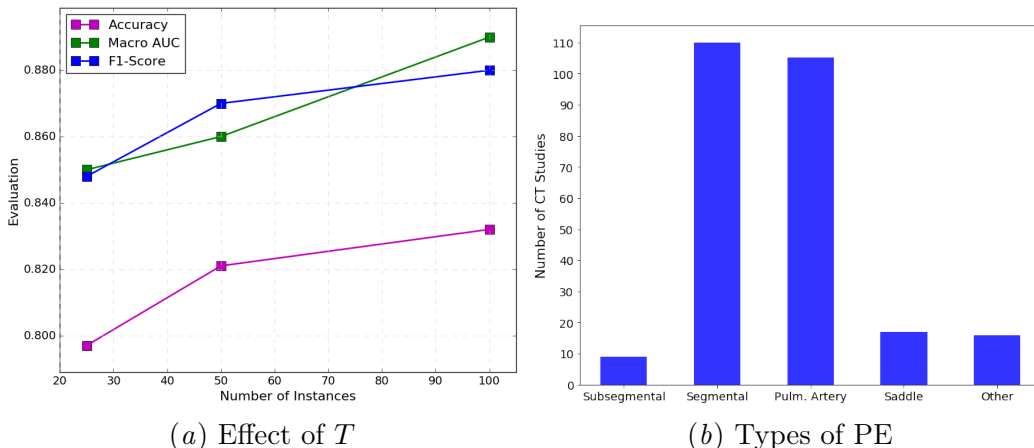 Accuracy
Macro AUC
F1-Score
Evaluation
0.880
0.860
0.840
0.820
0.800
20 30 40 50 60 70 80 90 100
Number of Instances
(a) Effect of T
Number of CT Studies
110
100
90
80
70
60
50
40
30
20
10
0
Subsegmental Segmental Pulm. Artery Saddle Other
(b) Types of PE